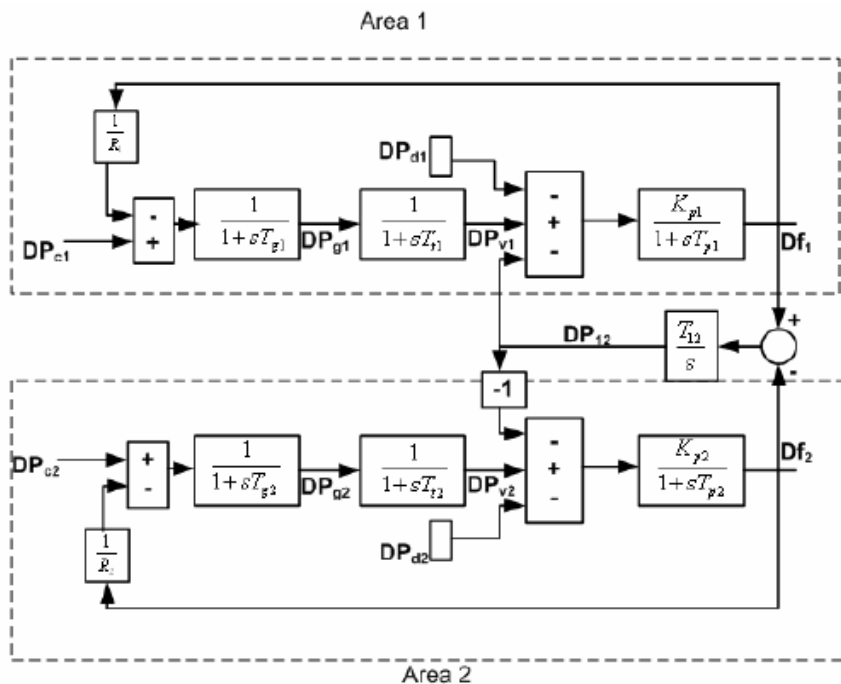 Area 1
1
R
DP_d1
-
+
DP_c1
1
1+sT_g1
DP_g1
1
1+sT_t1
DP_v1
-
+
-
K_p1
1+sT_p1
Df_1
+
-
DP_12
T_12
s
-1
DP_c2
+
-
1
1+sT_g2
DP_g2
1
1+sT_t2
DP_v2
-
+
-
K_p2
1+sT_p2
Df_2
1
R
DP_d2
Area 2